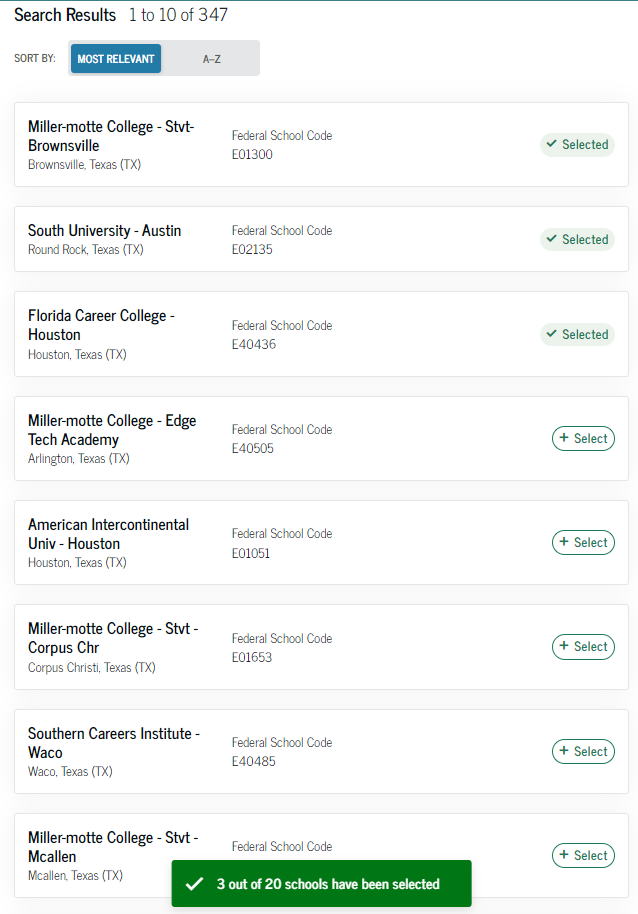 Search Results 1 to 10 of 347
SORT BY: MOST RELEVANT A–Z
Miller-motte College - Stvt-
Brownsville
Brownsville, Texas (TX)
Federal School Code
E01300
Selected
South University - Austin
Round Rock, Texas (TX)
Federal School Code
E02135
Selected
Florida Career College -
Houston
Houston, Texas (TX)
Federal School Code
E40436
Selected
Miller-motte College - Edge
Tech Academy
Arlington, Texas (TX)
Federal School Code
E40505
+ Select
American Intercontinental
Univ - Houston
Houston, Texas (TX)
Federal School Code
E01051
+ Select
Miller-motte College - Stvt -
Corpus Chr
Corpus Christi, Texas (TX)
Federal School Code
E01653
+ Select
Southern Careers Institute -
Waco
Waco, Texas (TX)
Federal School Code
E40485
+ Select
Miller-motte College - Stvt -
Mcallen
Mcallen, Texas (TX)
Federal School Code
+ Select
3 out of 20 schools have been selected